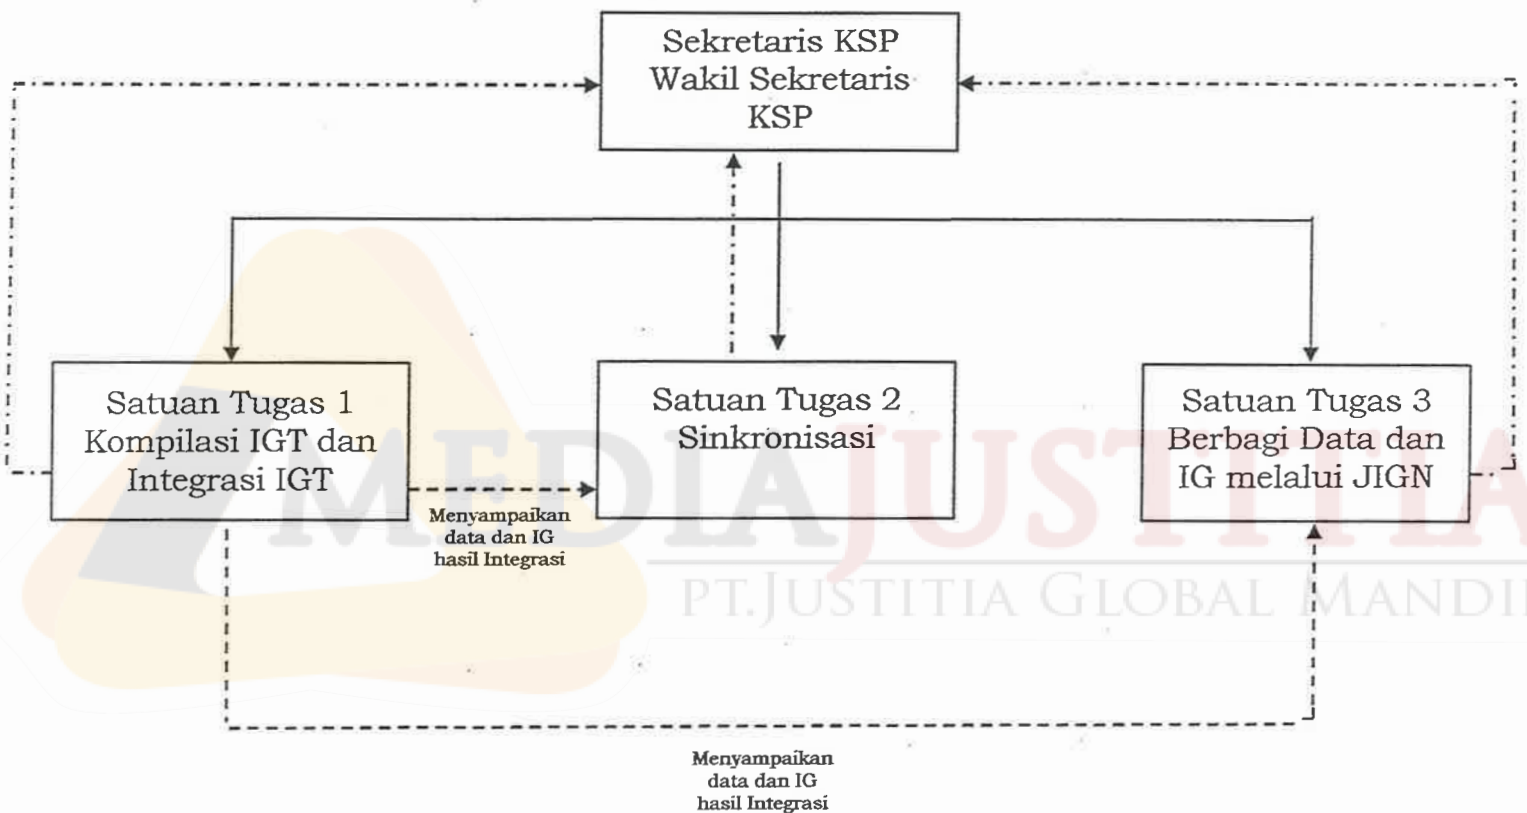 Sekretaris KSP
Wakil Sekretaris
KSP
Satuan Tugas 1
Kompilasi IGT dan
Integrasi IGT
Satuan Tugas 2
Sinkronisasi
Satuan Tugas 3
Berbagi Data dan
IG melalui JIGN
Menyampaikan
data dan IG
hasil Integrasi
MEDIAJUSTITIA
PT.JUSTITIA GLOBAL
Menyampaikan
data dan IG
hasil Integrasi